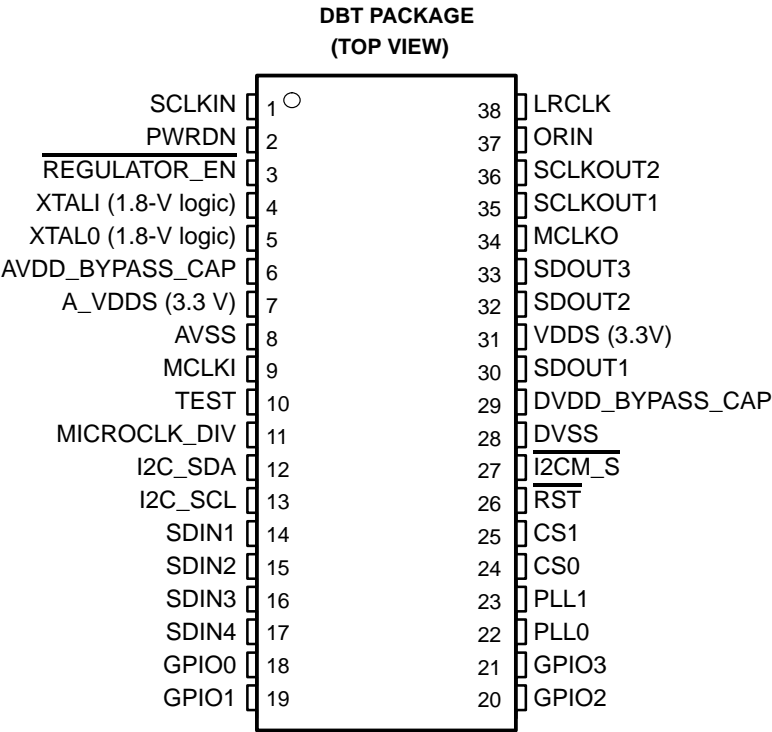 DBT PACKAGE
(TOP VIEW)
SCLKIN 1 38 LRCLK
PWRDN 2 37 ORIN
REGULATOR_EN 3 36 SCLKOUT2
XTALI (1.8-V logic) 4 35 SCLKOUT1
XTAL0 (1.8-V logic) 5 34 MCLKO
AVDD_BYPASS_CAP 6 33 SDOUT3
A_VDDS (3.3 V) 7 32 SDOUT2
AVSS 8 31 VDDS (3.3V)
MCLKI 9 30 SDOUT1
TEST 10 29 DVDD_BYPASS_CAP
MICROCLK_DIV 11 28 DVSS
I2C_SDA 12 27 I2CM_S
I2C_SCL 13 26 RST
SDIN1 14 25 CS1
SDIN2 15 24 CS0
SDIN3 16 23 PLL1
SDIN4 17 22 PLL0
GPIO0 18 21 GPIO3
GPIO1 19 20 GPIO2